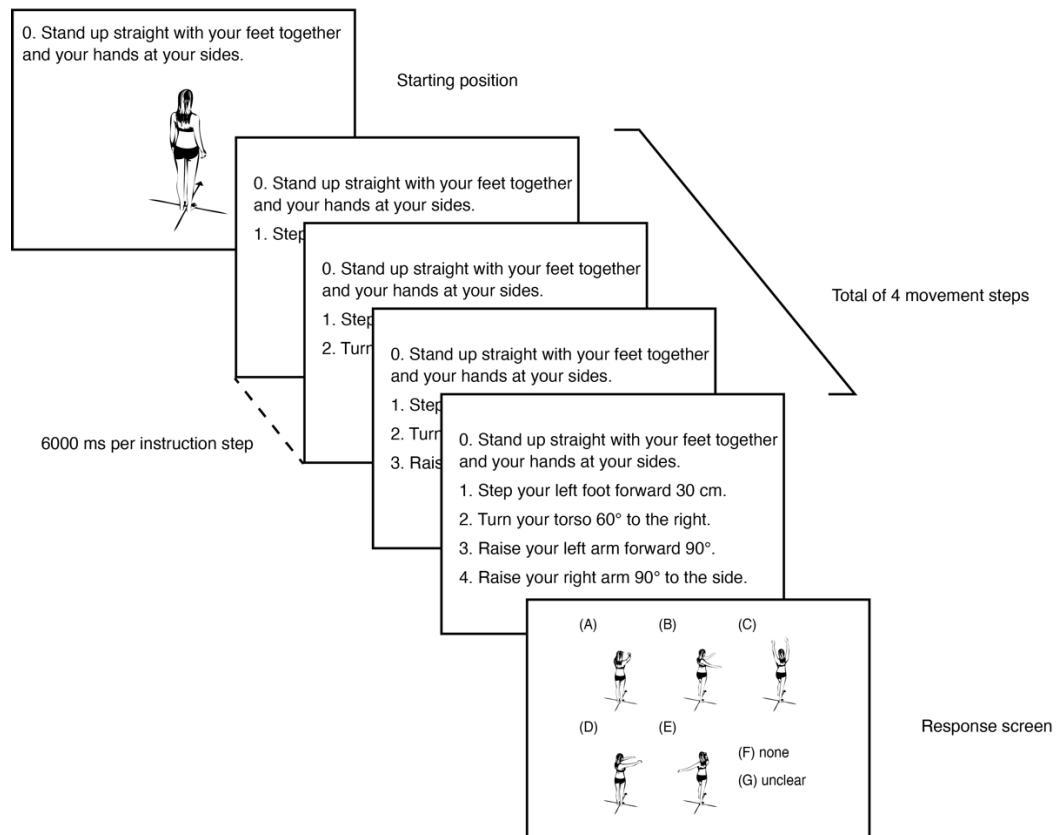 0. Stand up straight with your feet together
and your hands at your sides.
Starting position
0. Stand up straight with your feet together
and your hands at your sides.
1. Step
0. Stand up straight with your feet together
and your hands at your sides.
1. Step
2. Turn
Total of 4 movement steps
0. Stand up straight with your feet together
and your hands at your sides.
1. Step
2. Turn
3. Rais
6000 ms per instruction step
0. Stand up straight with your feet together
and your hands at your sides.
1. Step your left foot forward 30 cm.
2. Turn your torso 60° to the right.
3. Raise your left arm forward 90°.
4. Raise your right arm 90° to the side.
(A) (B) (C)
(D) (E)
(F) none
(G) unclear
Response screen